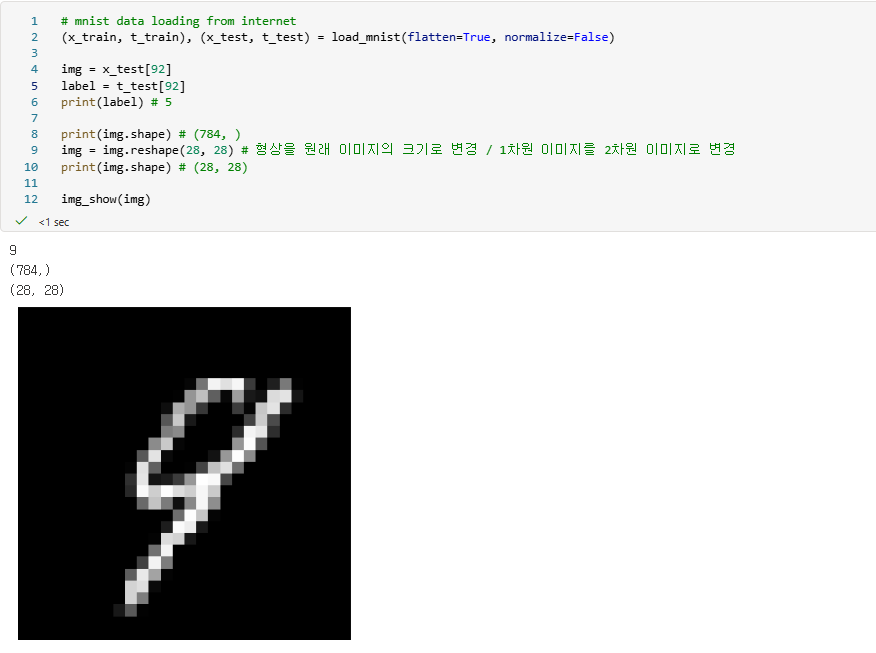 1 # mnist data loading from internet
2 (x_train, t_train), (x_test, t_test) = load_mnist(flatten=True, normalize=False)
3
4 img = x_test[92]
5 label = t_test[92]
6 print(label) # 5
7
8 print(img.shape) # (784, )
9 img = img.reshape(28, 28) # 형상을 원래 이미지의 크기로 변경 / 1차원 이미지를 2차원 이미지로 변경
10 print(img.shape) # (28, 28)
11
12 img_show(img)
<1 sec
9
(784,)
(28, 28)
9